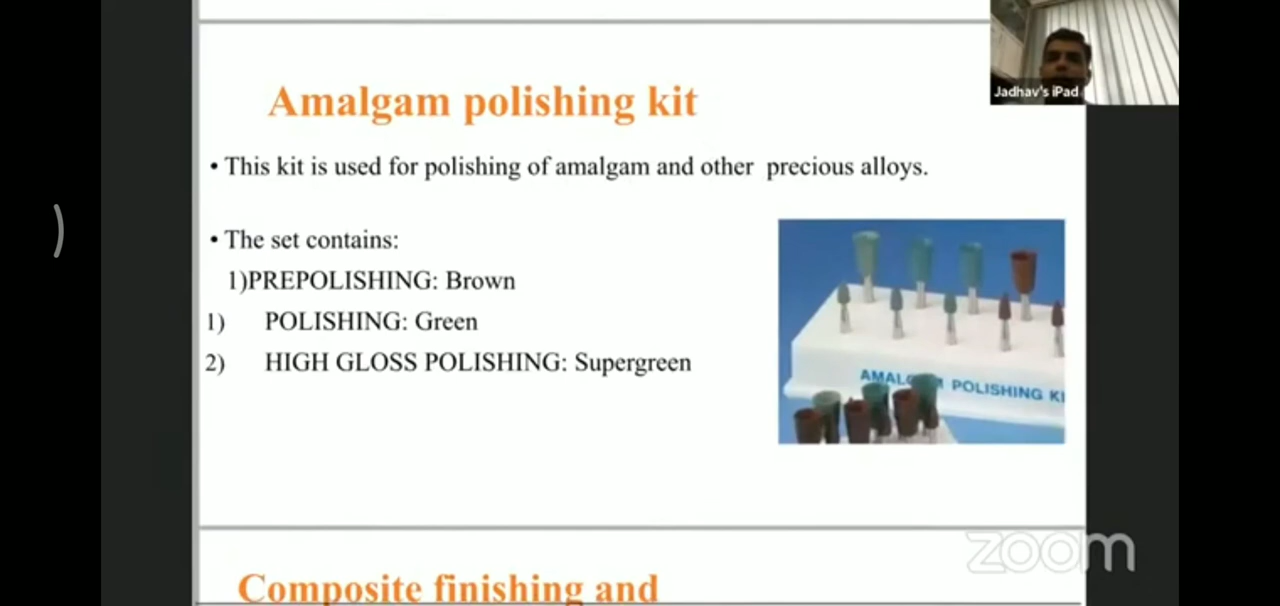 Jadhav's iPad
Amalgam polishing kit
• This kit is used for polishing of amalgam and other precious alloys.
• The set contains:
1)PREPOLISHING: Brown
1) POLISHING: Green
2) HIGH GLOSS POLISHING: Supergreen
POLISHING
zoom
Composite finishing and